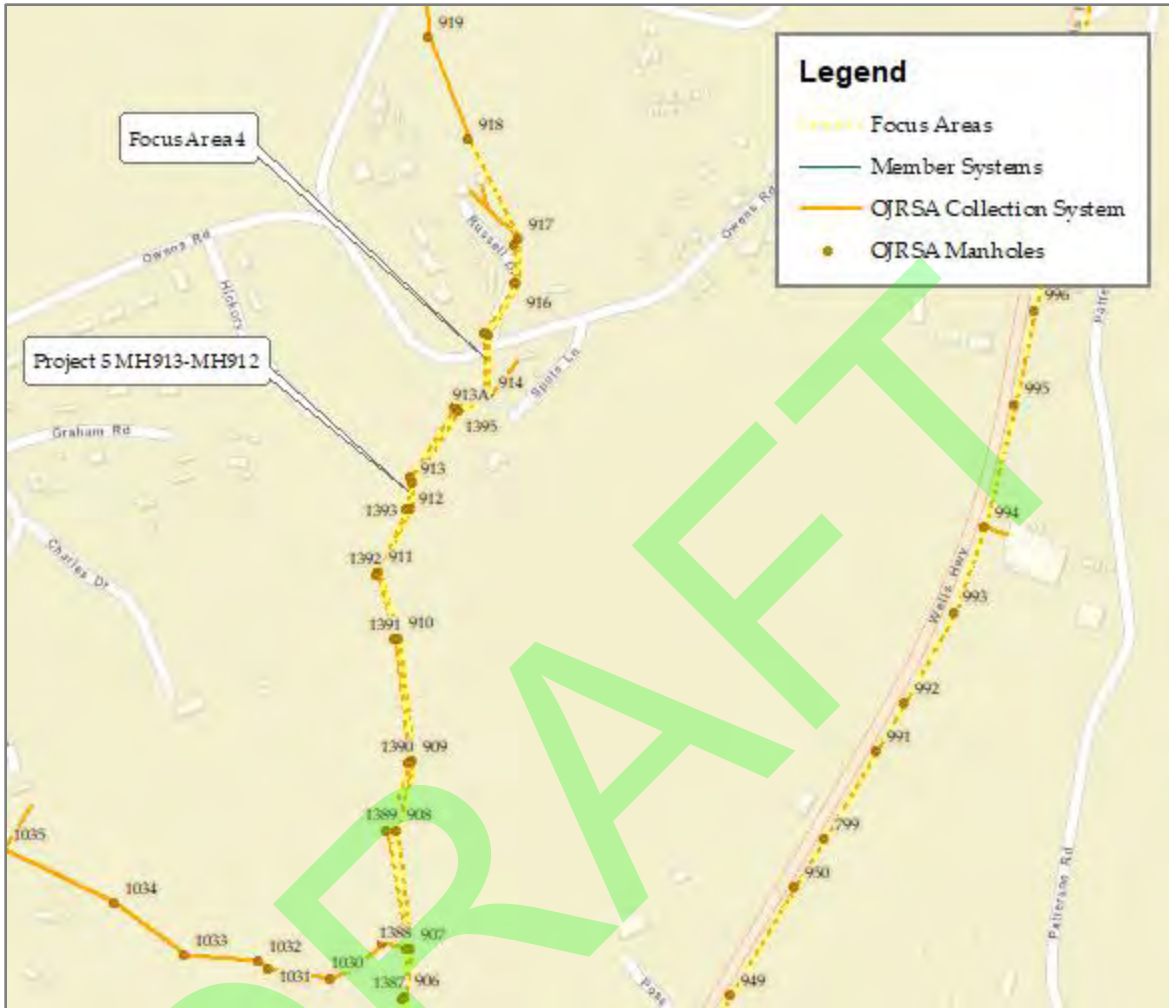 919
Legend
Focus Areas
Member Systems
OJRSA Collection System
OJRSA Manholes
918
Focus Area 4
917
Russell D
Owens Rd
Owens Rd
916
996
Hickory
Project 5 MH913-MH912
914
Spols Ln
913A
1395
995
Graham Rd
913
912
1393
994
1392 911
Charles Dr
Wells Hwy
993
1391 910
992
991
1390 909
1389 908
799
1035
950
1034
Patterson Rd
1033
1032
1388 907
1031
1030
1387 906
949
DRAFT